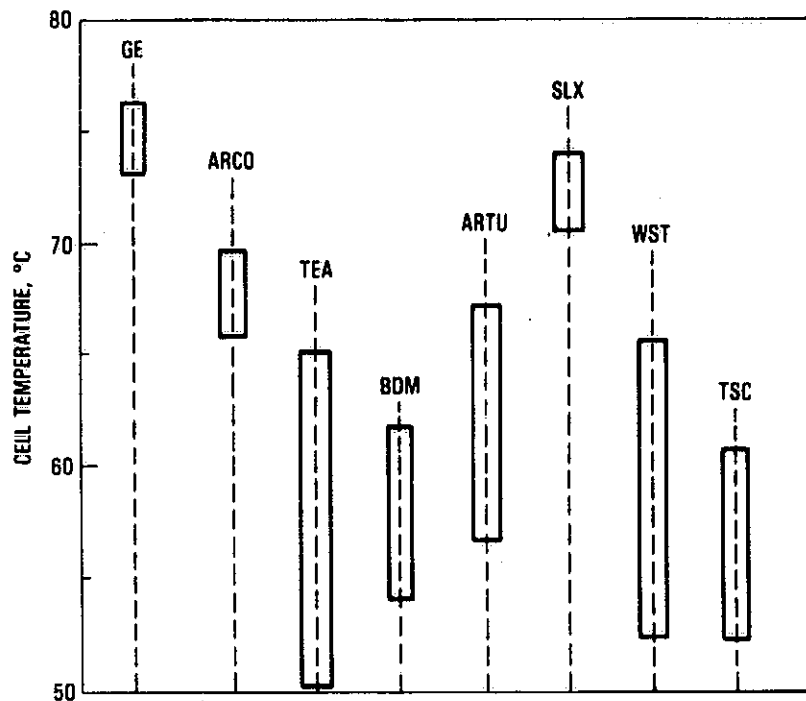 80
GE
SLX
ARCO
ARTU
WST
70
TEA
BDM
TSC
60
50
CELL TEMPERATURE, °C